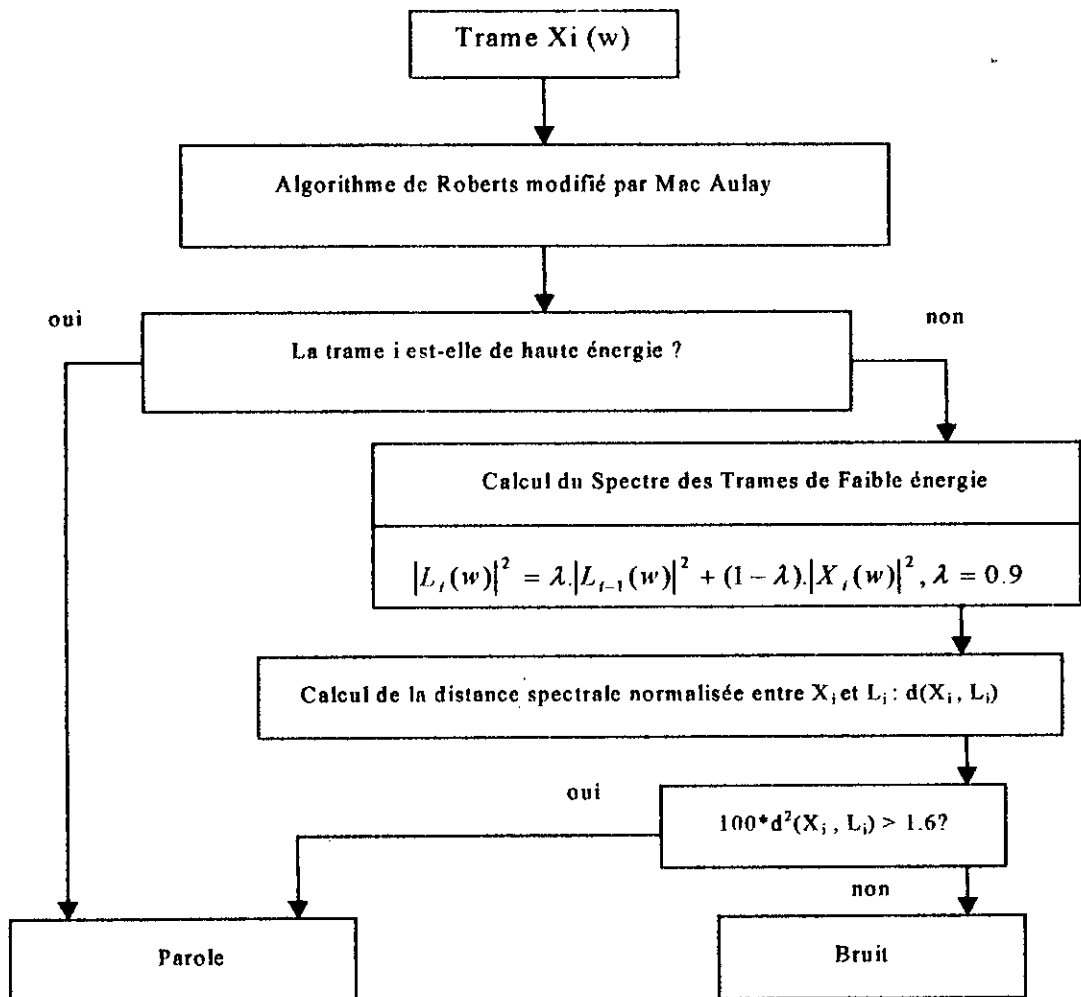 Trame Xi (w)
Algorithme de Roberts modifié par Mac Aulay
oui
non
La trame i est-elle de haute énergie ?
Calcul du Spectre des Trames de Faible énergie
|L_i(w)|² = λ.|L_{i-1}(w)|² + (1 − λ).|X_i(w)|², λ = 0.9
Calcul de la distance spectrale normalisée entre X_i et L_i : d(X_i , L_i)
oui
100*d²(X_i , L_i) > 1.6?
non
Parole
Bruit